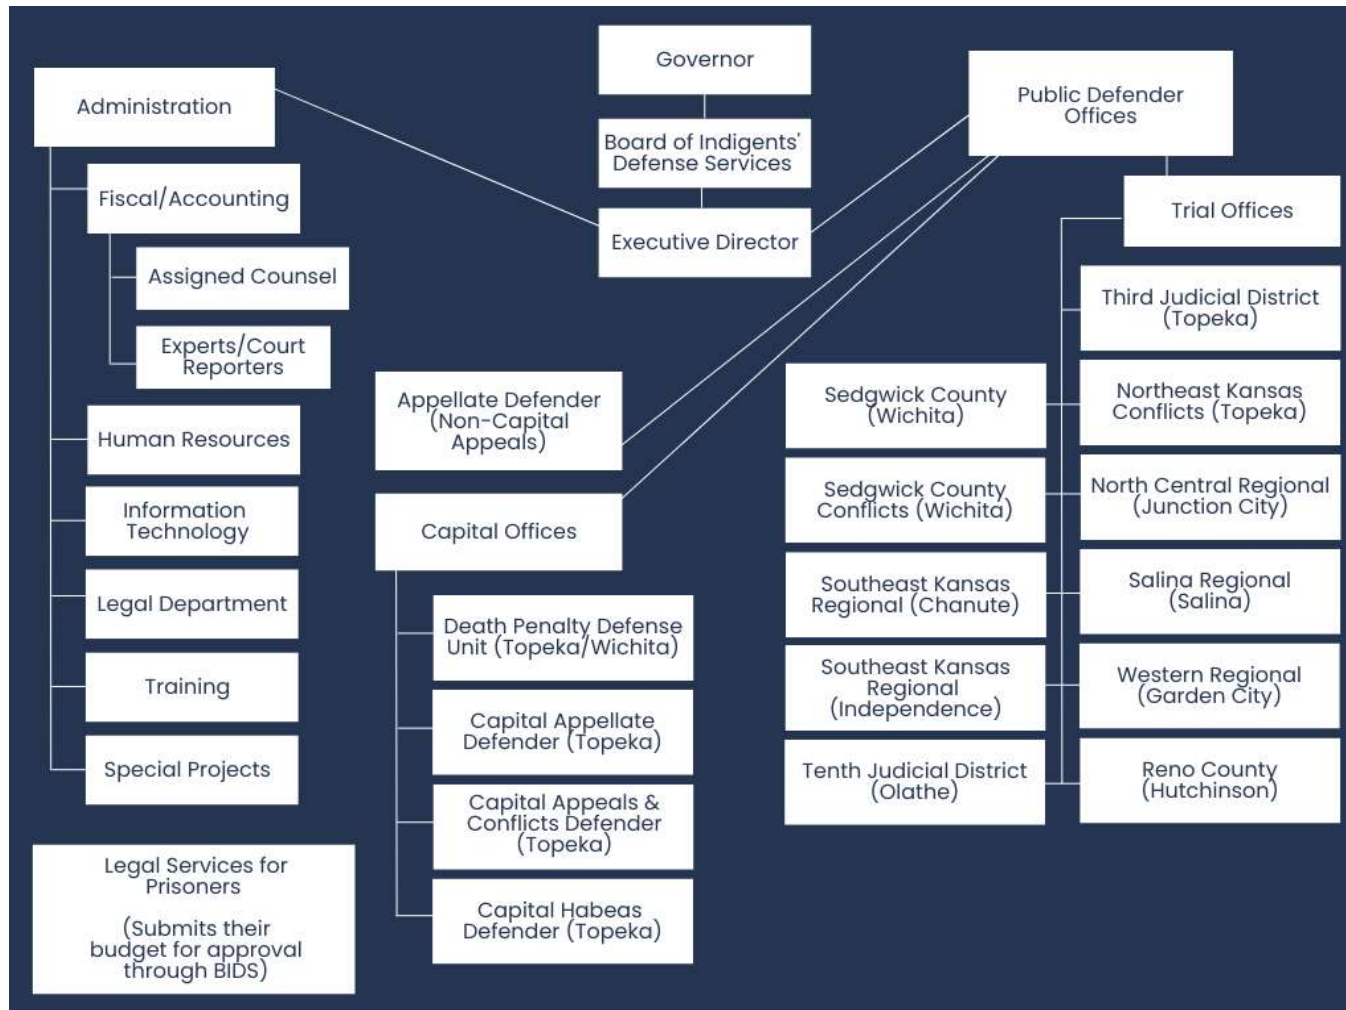 Governor
Board of Indigents'
Defense Services
Executive Director
Administration
Fiscal/Accounting
Assigned Counsel
Experts/Court
Reporters
Human Resources
Information
Technology
Legal Department
Training
Special Projects
Legal Services for
Prisoners
(Submits their
budget for approval
through BIDS)
Appellate Defender
(Non-Capital
Appeals)
Capital Offices
Death Penalty Defense
Unit (Topeka/Wichita)
Capital Appellate
Defender (Topeka)
Capital Appeals &
Conflicts Defender
(Topeka)
Capital Habeas
Defender (Topeka)
Public Defender
Offices
Trial Offices
Sedgwick County
(Wichita)
Sedgwick County
Conflicts (Wichita)
Southeast Kansas
Regional (Chanute)
Southeast Kansas
Regional
(Independence)
Tenth Judicial District
(Olathe)
Third Judicial District
(Topeka)
Northeast Kansas
Conflicts (Topeka)
North Central Regional
(Junction City)
Salina Regional
(Salina)
Western Regional
(Garden City)
Reno County
(Hutchinson)